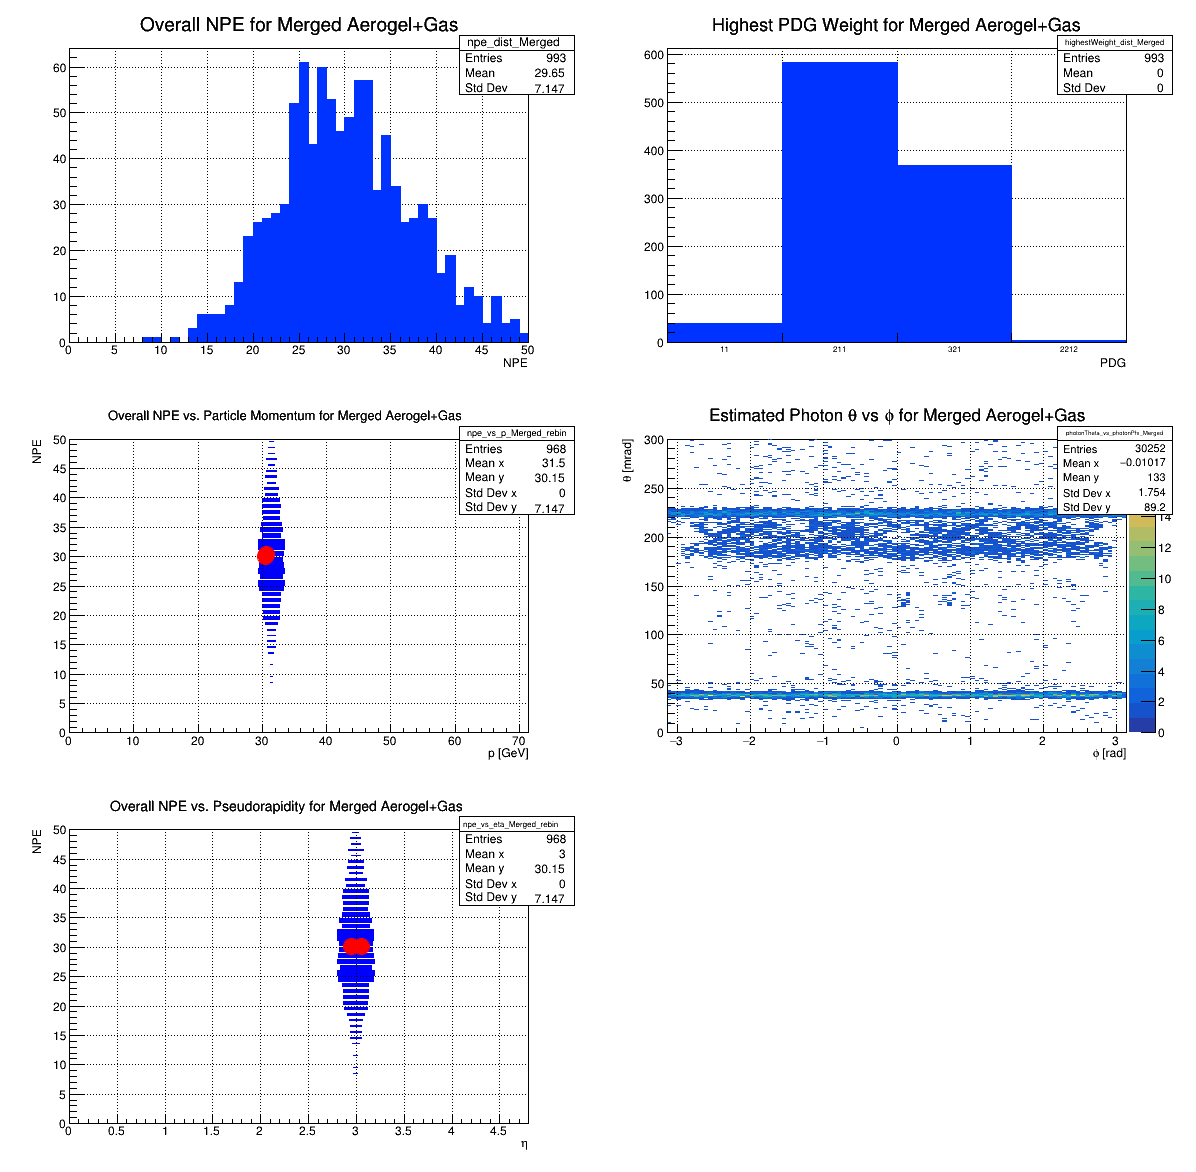 Overall NPE for Merged Aerogel+Gas
npe_dist_Merged
Entries 993
Mean 29.65
Std Dev 7.147
60
50
40
30
20
10
0
0 5 10 15 20 25 30 35 40 45 50
NPE
Highest PDG Weight for Merged Aerogel+Gas
highestWeight_dist_Merged
Entries 993
Mean 0
Std Dev 0
600
500
400
300
200
100
0
11 211 321 2212
PDG
Overall NPE vs. Particle Momentum for Merged Aerogel+Gas
npe_vs_p_Merged_rebin
Entries 968
Mean x 31.5
Mean y 30.15
Std Dev x 0
Std Dev y 7.147
NPE
50
45
40
35
30
25
20
15
10
5
0
0 10 20 30 40 50 60 70
p [GeV]
Estimated Photon θ vs ϕ for Merged Aerogel+Gas
photonTheta_vs_photonPhi_Merged
Entries 30252
Mean x −0.01017
Mean y 133
Std Dev x 1.754
Std Dev y 89.2
θ [mrad]
300
250
200
150
100
50
0
−3 −2 −1 0 1 2 3
ϕ [rad]
14
12
10
8
6
4
2
0
Overall NPE vs. Pseudorapidity for Merged Aerogel+Gas
npe_vs_eta_Merged_rebin
Entries 968
Mean x 3
Mean y 30.15
Std Dev x 0
Std Dev y 7.147
NPE
50
45
40
35
30
25
20
15
10
5
0
0 0.5 1 1.5 2 2.5 3 3.5 4 4.5
η